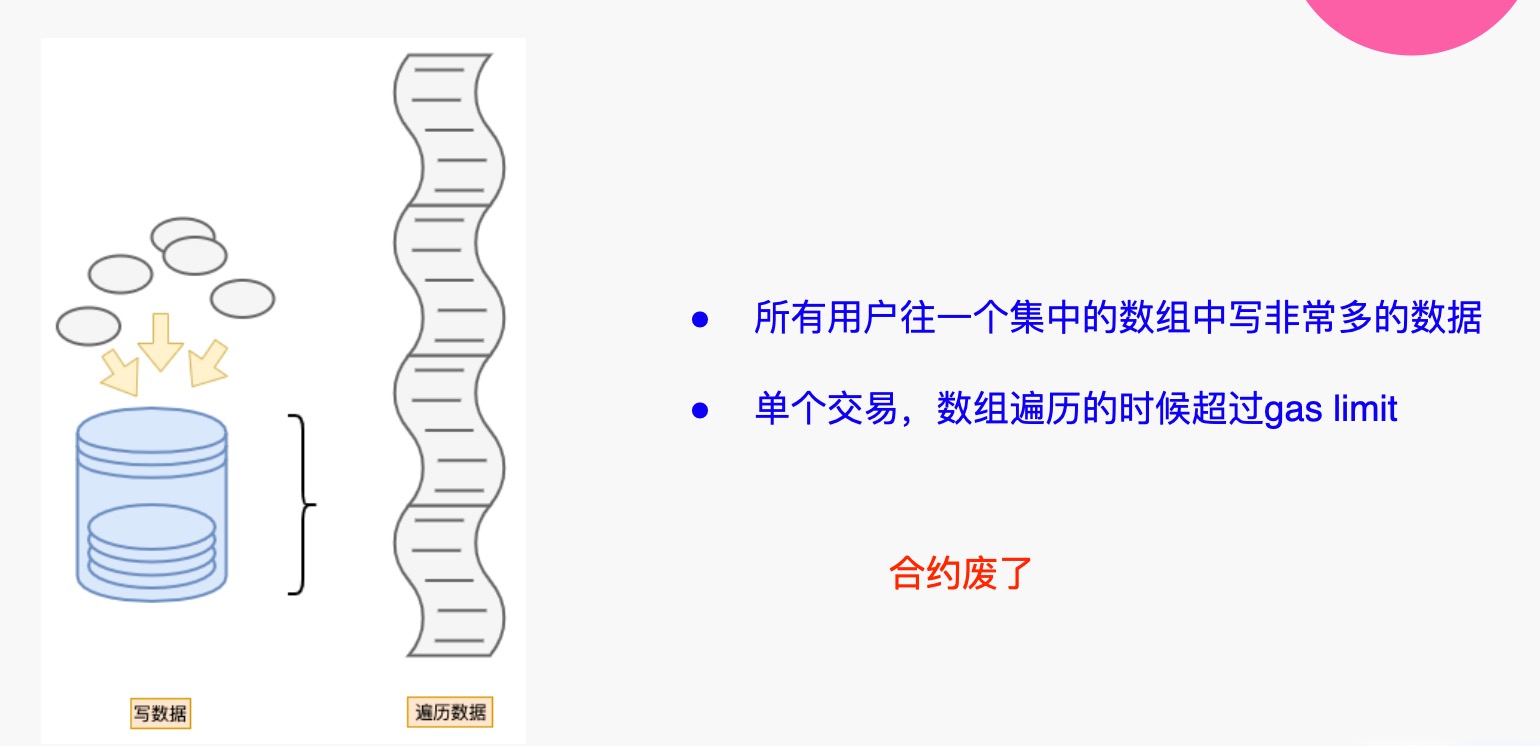 ● 所有用户往一个集中的数组中写非常多的数据
● 单个交易，数组遍历的时候超过gas limit
合约废了
写数据
遍历数据